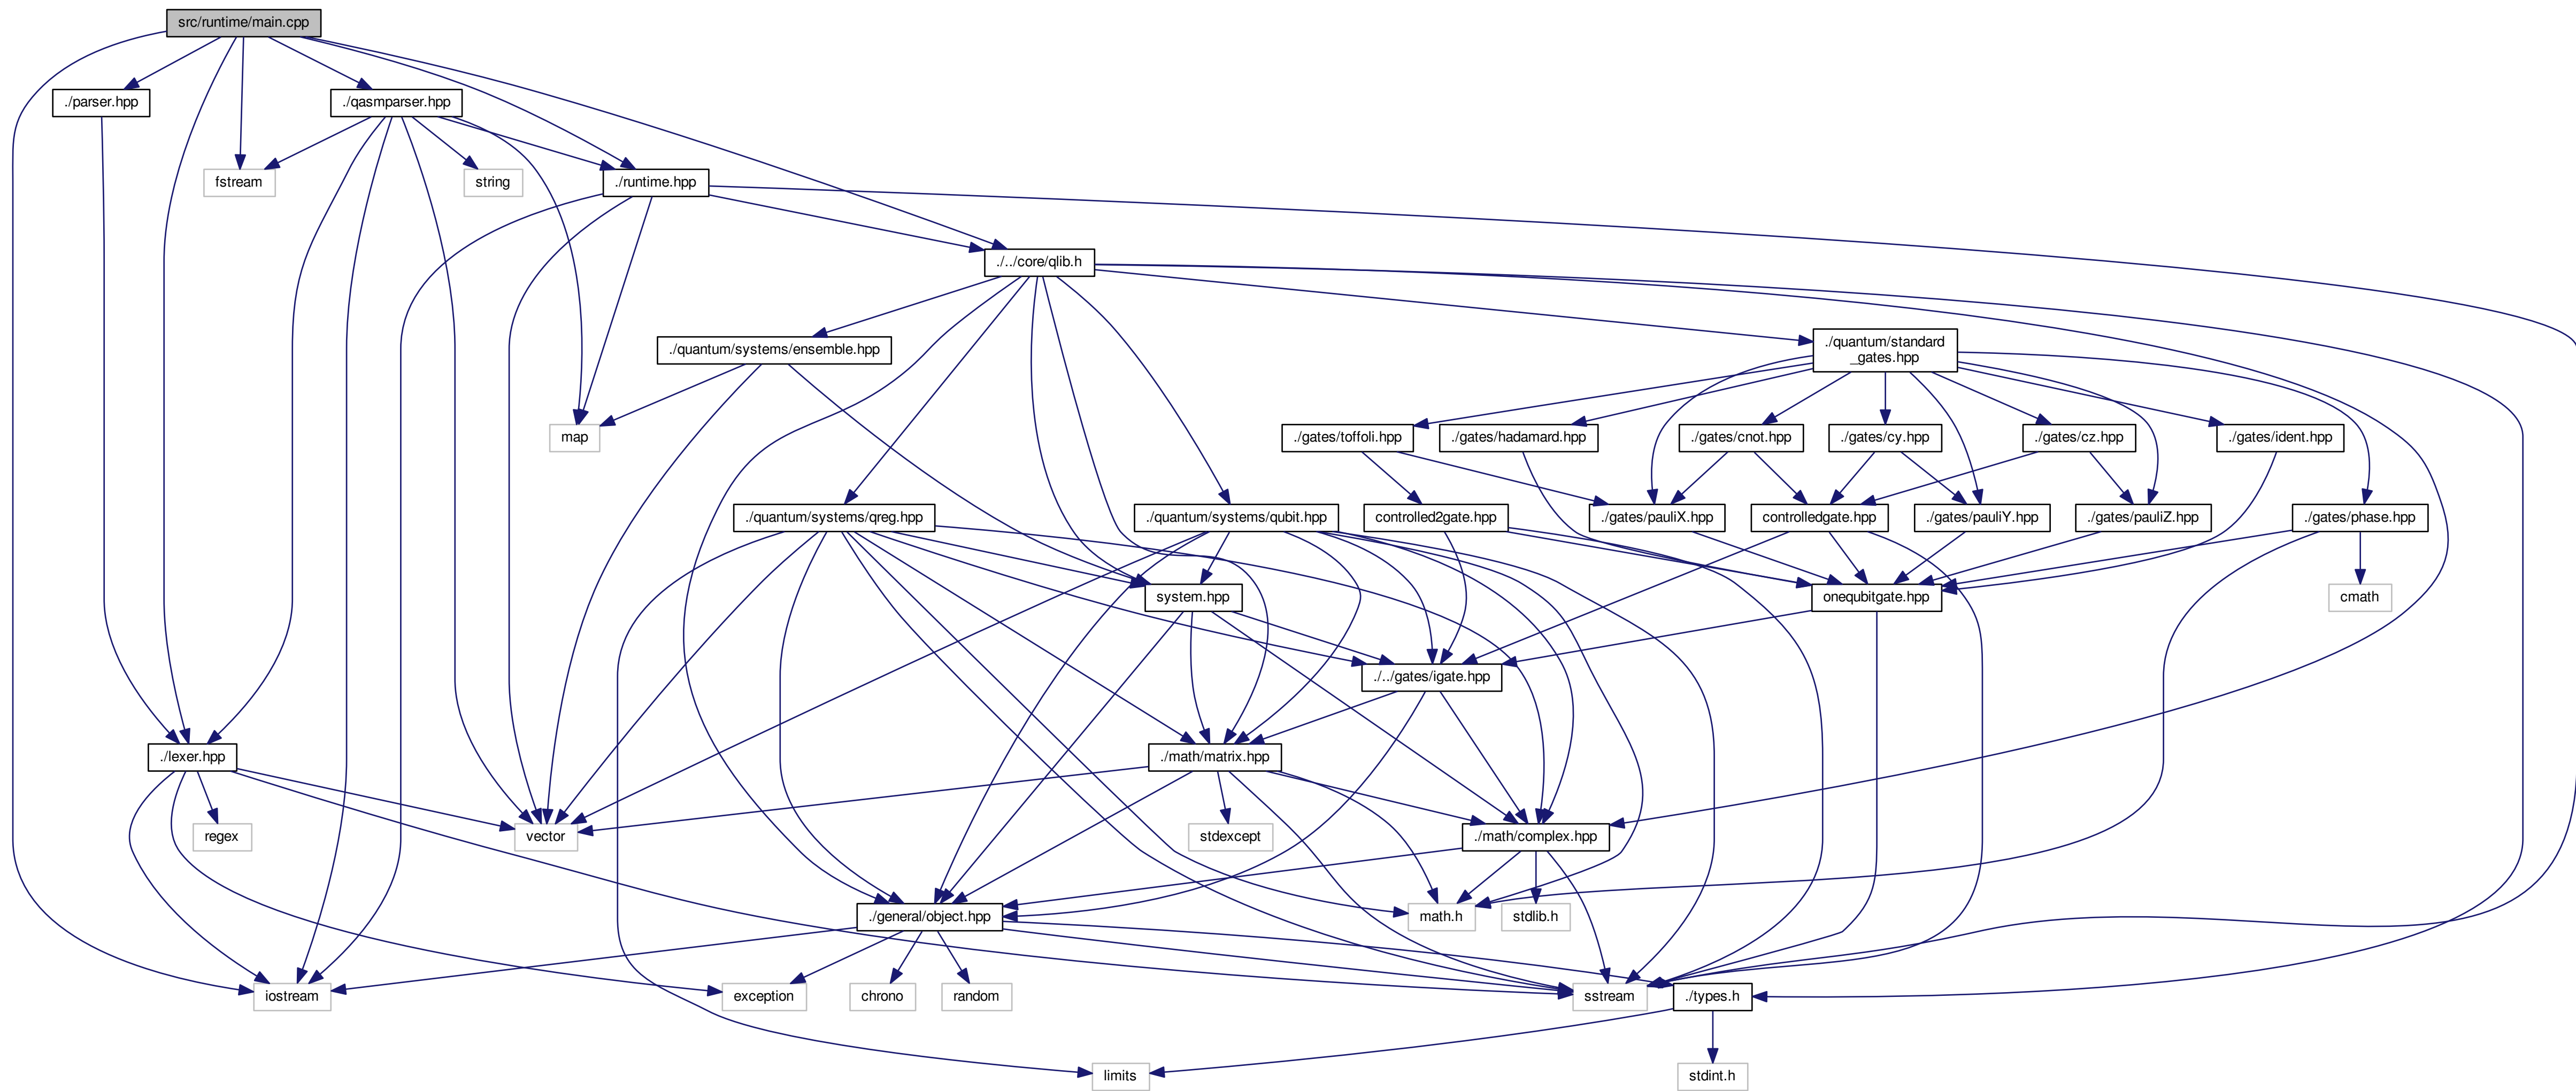 src/runtime/main.cpp
./parser.hpp
./qasmparser.hpp
fstream
string
./runtime.hpp
./../core/qlib.h
./quantum/systems/ensemble.hpp
./quantum/standard
_gates.hpp
map
./gates/toffoli.hpp
./gates/hadamard.hpp
./gates/cnot.hpp
./gates/cy.hpp
./gates/cz.hpp
./gates/ident.hpp
./quantum/systems/qreg.hpp
./quantum/systems/qubit.hpp
controlled2gate.hpp
./gates/pauliX.hpp
controlledgate.hpp
./gates/pauliY.hpp
./gates/pauliZ.hpp
./gates/phase.hpp
system.hpp
onequbitgate.hpp
cmath
./../gates/igate.hpp
./lexer.hpp
./math/matrix.hpp
regex
vector
stdexcept
./math/complex.hpp
./general/object.hpp
math.h
stdlib.h
iostream
exception
chrono
random
sstream
./types.h
limits
stdint.h